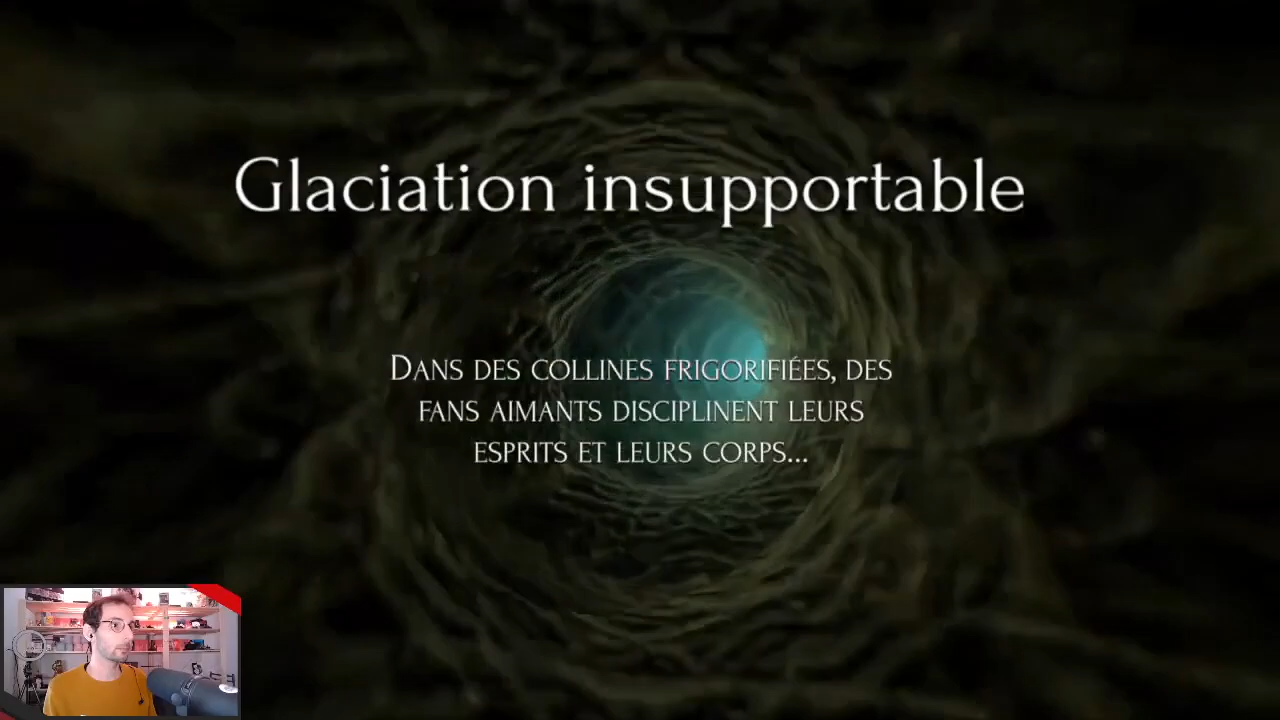 Glaciation insupportable
Dans des collines frigorifiées, des
fans aimants disciplinent leurs
esprits et leurs corps...